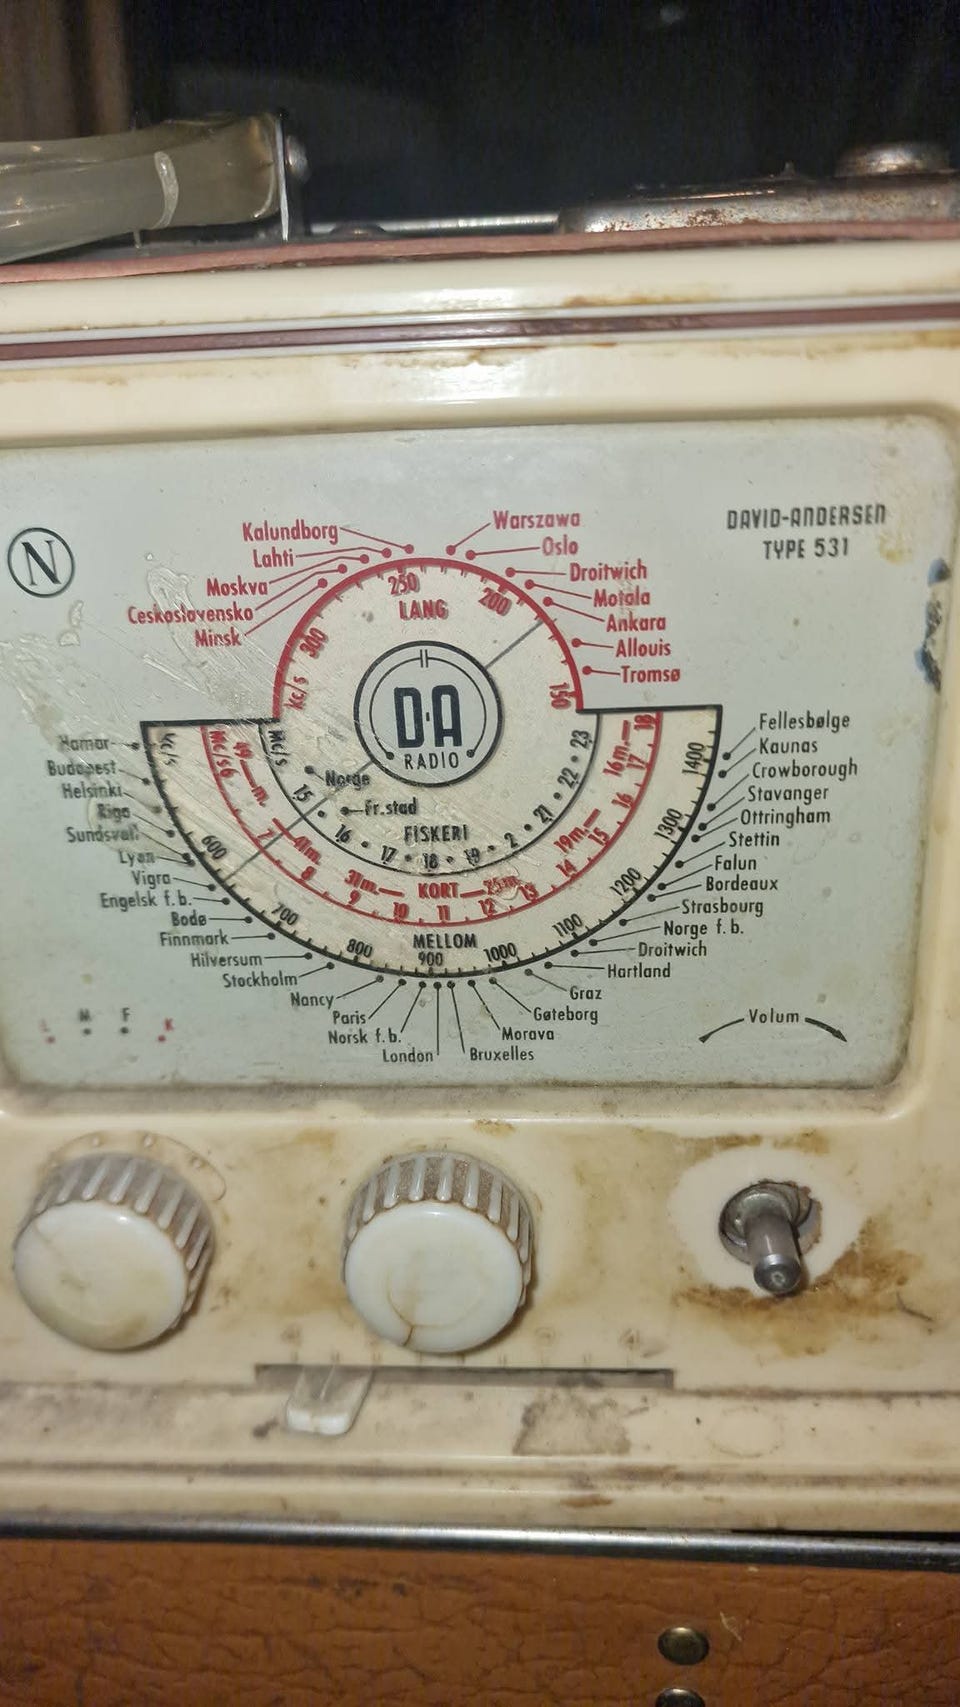 N
DAVID-ANDERSEN
TYPE 531
Kalundborg
Lahti
Moskva
Ceskoslovensko
Minsk
Warszawa
Oslo
Droitwich
Motala
Ankara
Allouis
Tromsø
kc/s 300 250 200 150
LANG
D·A
RADIO
Hamar
Budapest
Helsinki
Riga
Sundsvall
Lyon
Vigra
Engelsk f.b.
Bodø
Finnmark
Hilversum
Stockholm
Nancy
Paris
Norsk f.b.
London
Bruxelles
Morava
Gøteborg
Graz
Hartland
Droitwich
Norge f.b.
Strasbourg
Bordeaux
Falun
Stettin
Ottringham
Stavanger
Crowborough
Kaunas
Fellesbølge
Mc/s 15 16 17 18 19 2 21 22 23
Norge
Fr.stad
FISKERI
Mc/s 6 7 8 9 10 11 12 13 14 15 16 17 18
49 m. 41m. 31m. 25m. 19m. 16m.
KORT
kc/s 600 700 800 900 1000 1100 1200 1300 1400
MELLOM
L M F K
Volum